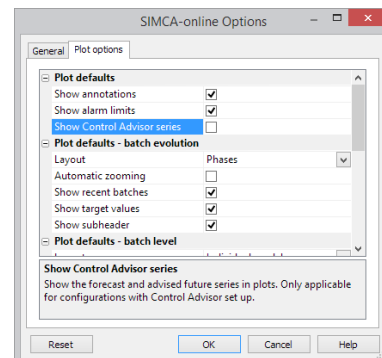 SIMCA-online Options
General Plot options
Plot defaults
Show annotations
Show alarm limits
Show Control Advisor series
Plot defaults - batch evolution
Layout Phases
Automatic zooming
Show recent batches
Show target values
Show subheader
Plot defaults - batch level
Show Control Advisor series
Show the forecast and advised future series in plots. Only applicable
for configurations with Control Advisor set up.
Reset OK Cancel Help